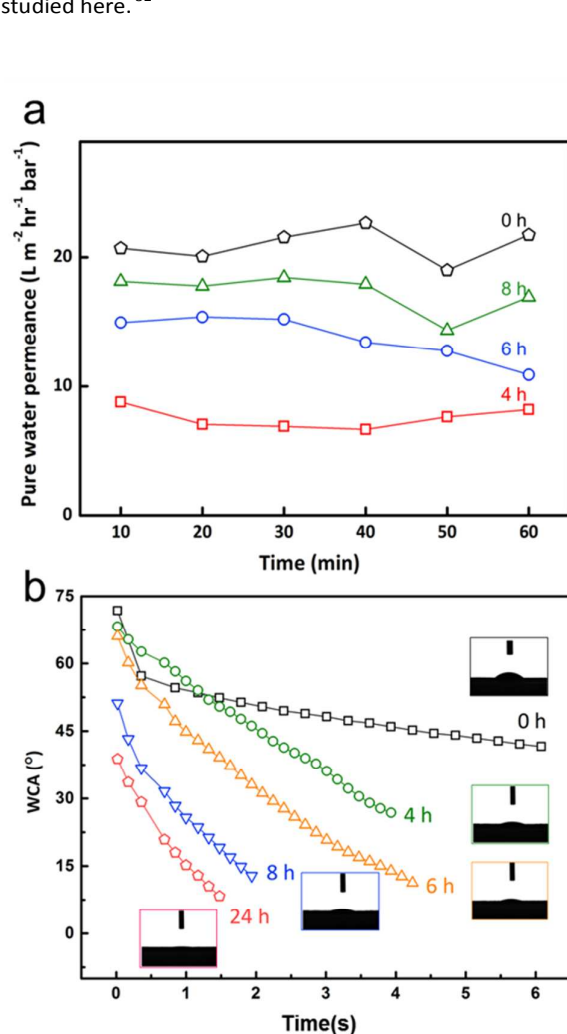 studied here.
a
Pure water permeance (L m⁻² hr⁻¹ bar⁻¹)
20
10
0
0 h
8 h
6 h
4 h
10 20 30 40 50 60
Time (min)
b
WCA (°)
75
60
45
30
15
0
0 h
4 h
6 h
8 h
24 h
0 1 2 3 4 5 6
Time(s)